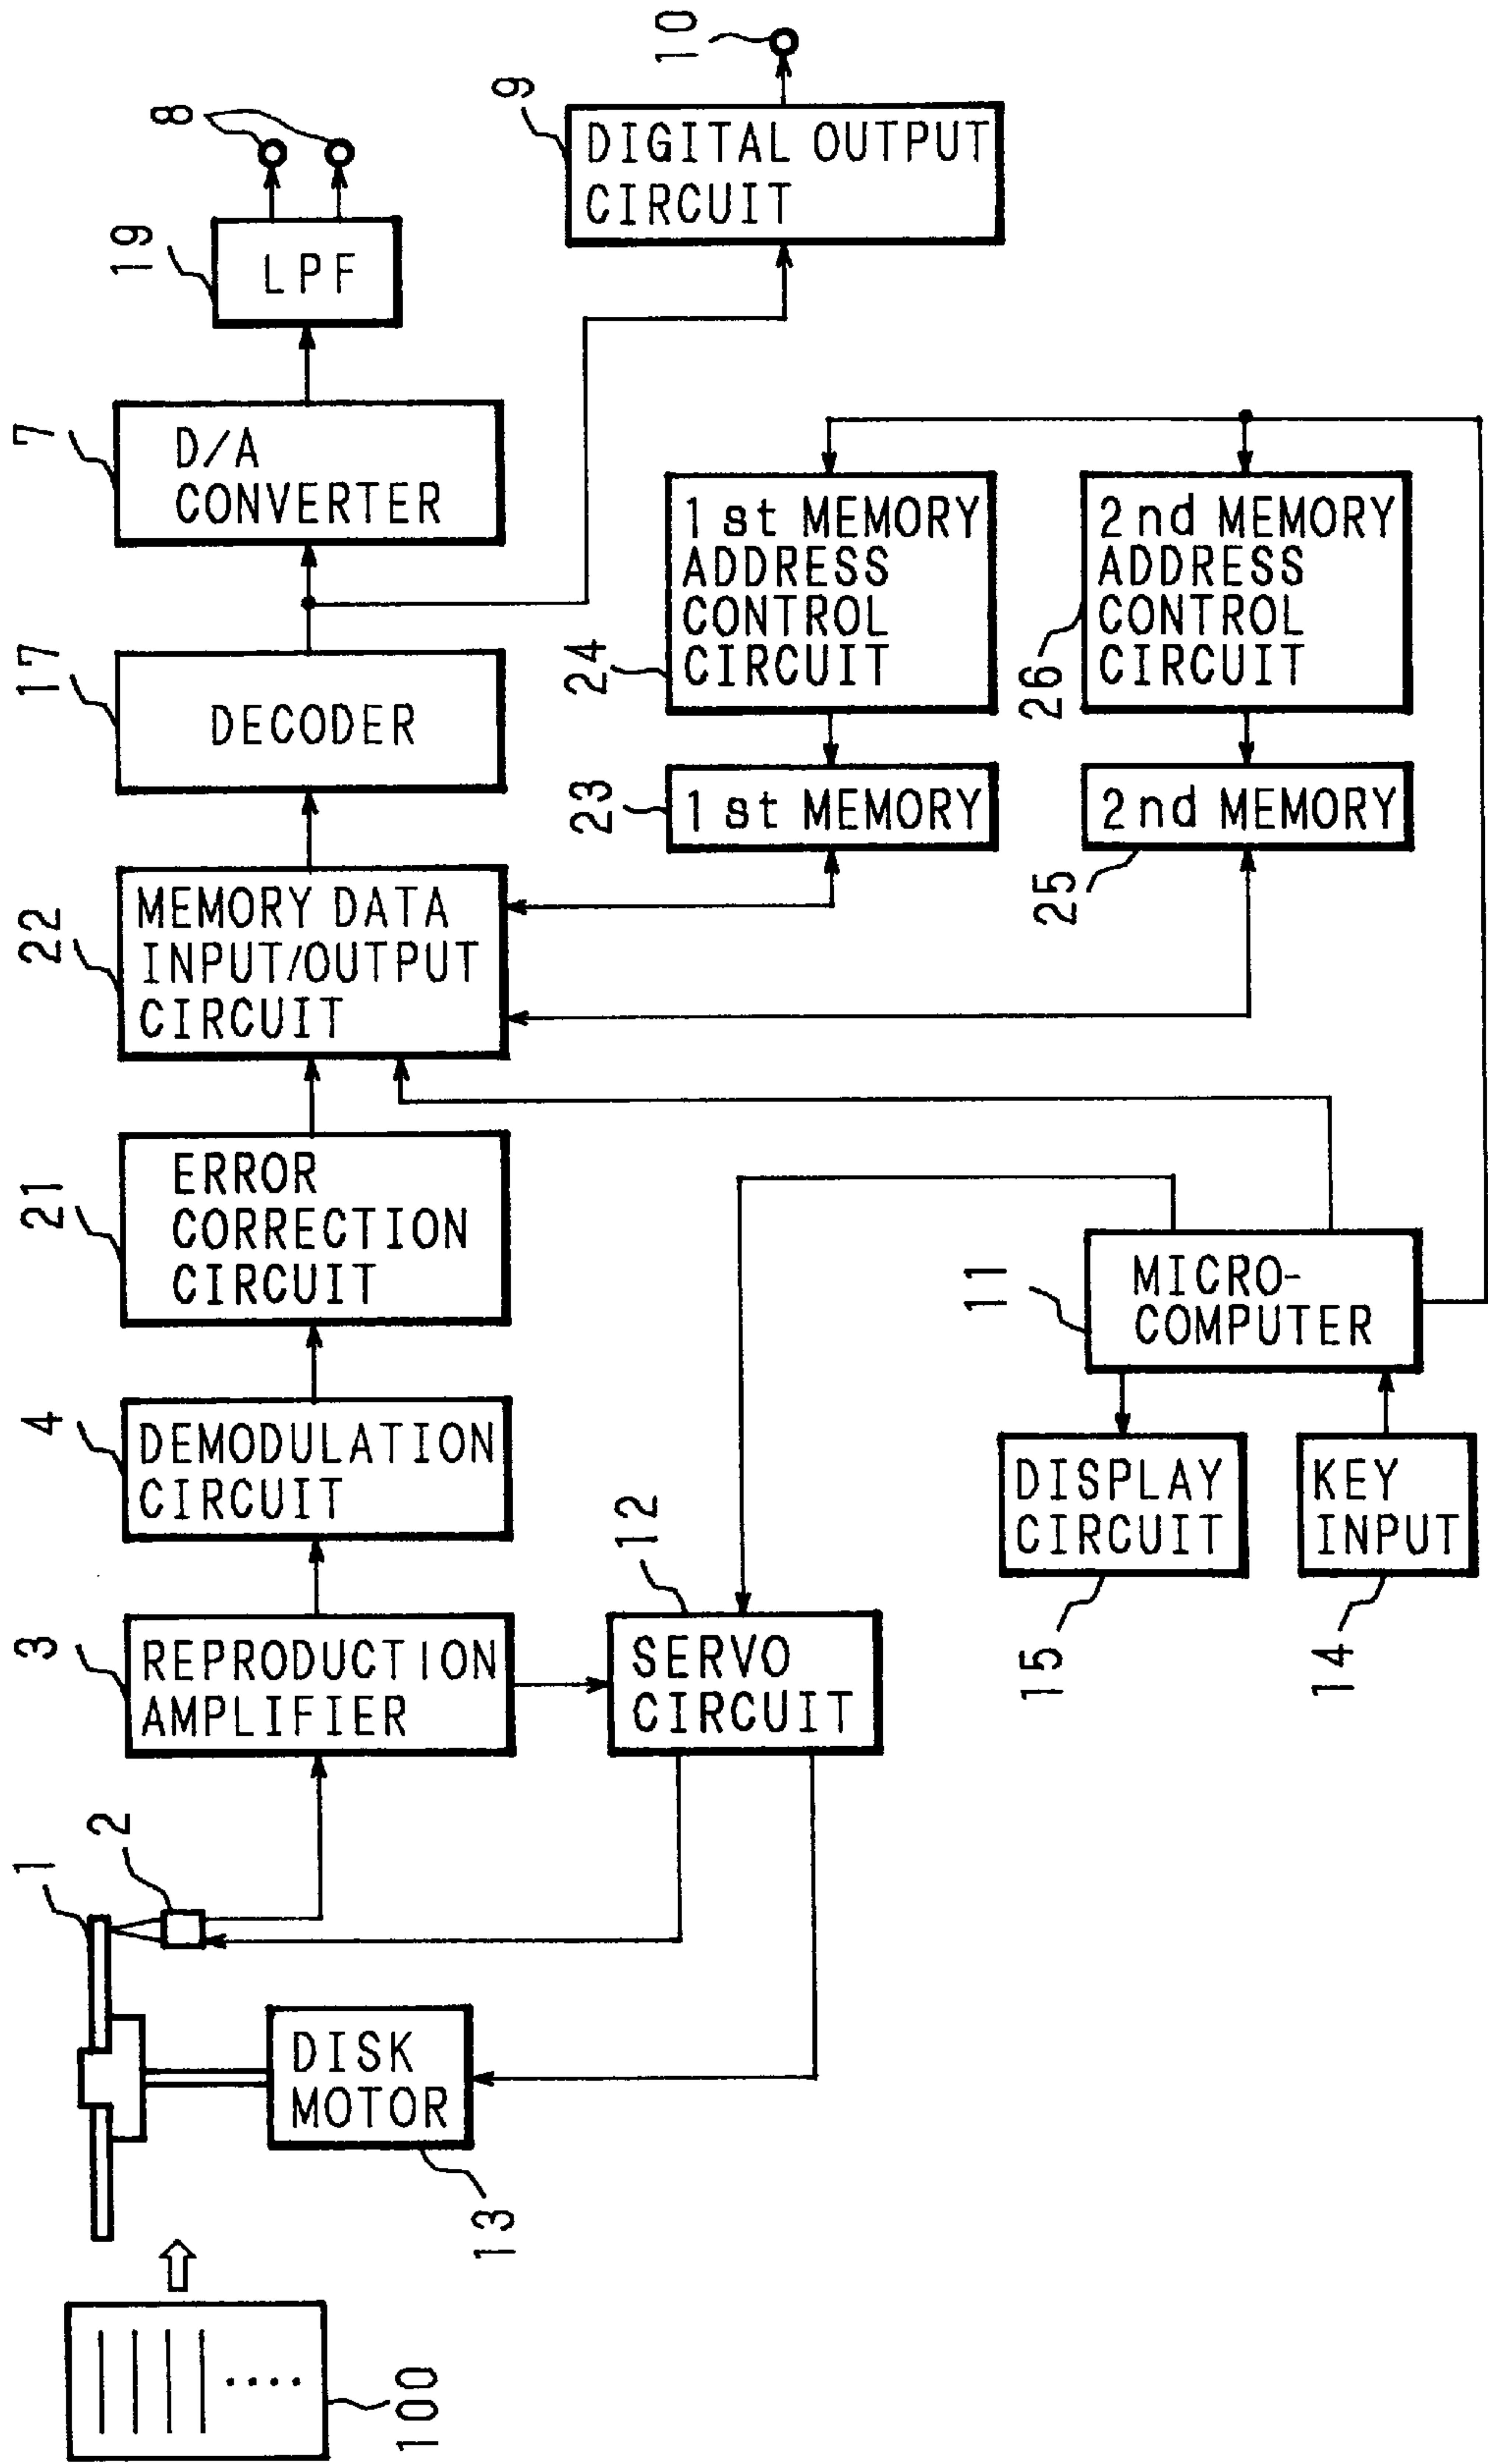 100
1
2
3
REPRODUCTION
AMPLIFIER
4
DEMODULATION
CIRCUIT
21
ERROR
CORRECTION
CIRCUIT
22
MEMORY DATA
INPUT/OUTPUT
CIRCUIT
17
DECODER
7
D/A
CONVERTER
19
LPF
8
13
DISK
MOTOR
12
SERVO
CIRCUIT
23
1st MEMORY
24
1st MEMORY
ADDRESS
CONTROL
CIRCUIT
9
DIGITAL OUTPUT
CIRCUIT
10
15
DISPLAY
CIRCUIT
11
MICRO-
COMPUTER
14
KEY
INPUT
25
2nd MEMORY
26
2nd MEMORY
ADDRESS
CONTROL
CIRCUIT